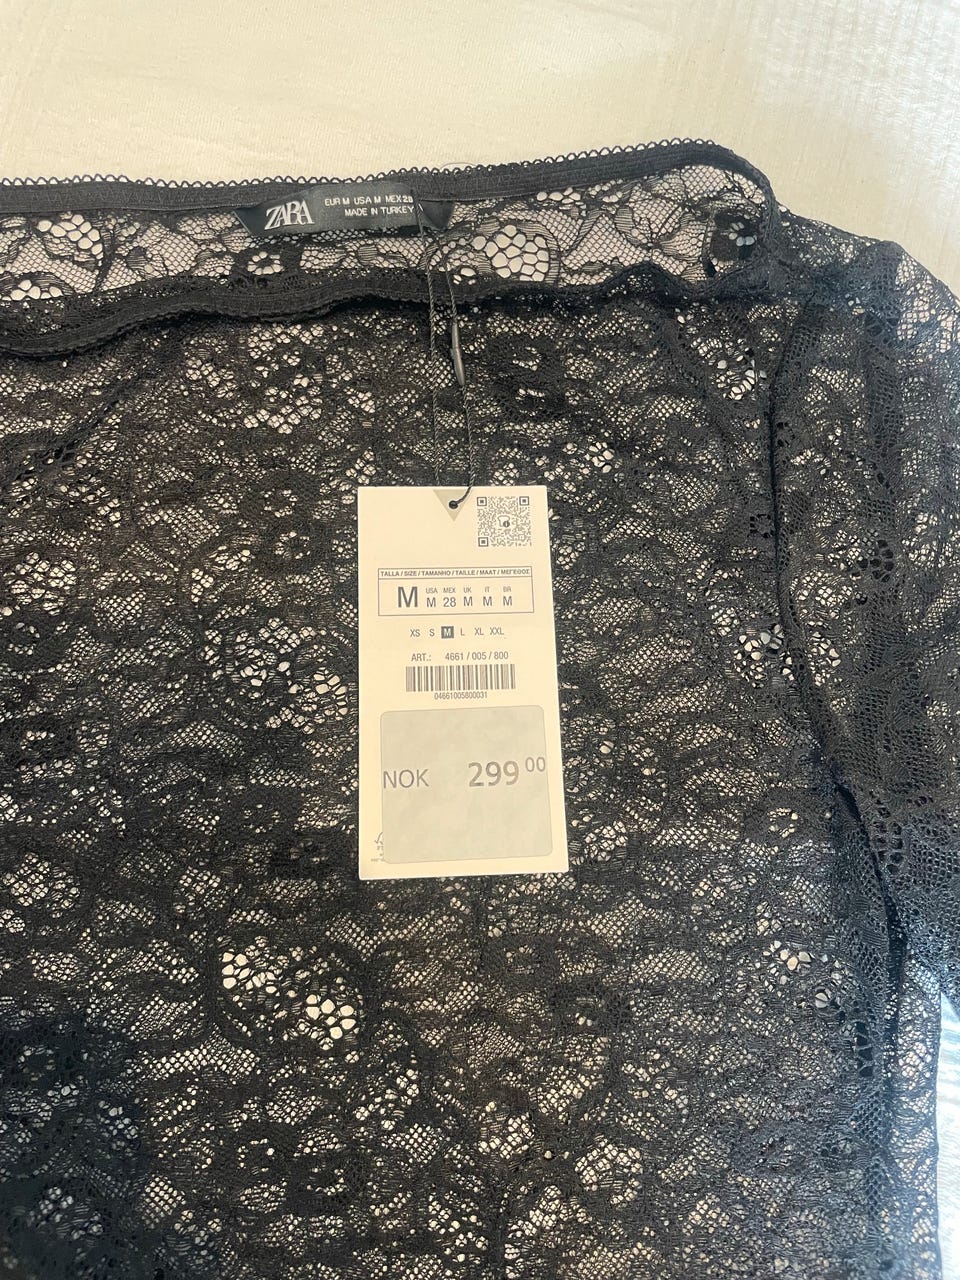 ZARA
EUR M USA M MEX 28
MADE IN TURKEY
TALLA / SIZE / TAMANHO / TAILLE / MAAT / ΜΕΓΕΘΟΣ
USA MEX UK IT BR
M M 28 M M M
XS S M L XL XXL
ART.: 4661 / 005 / 800
04661005800031
NOK 299 00